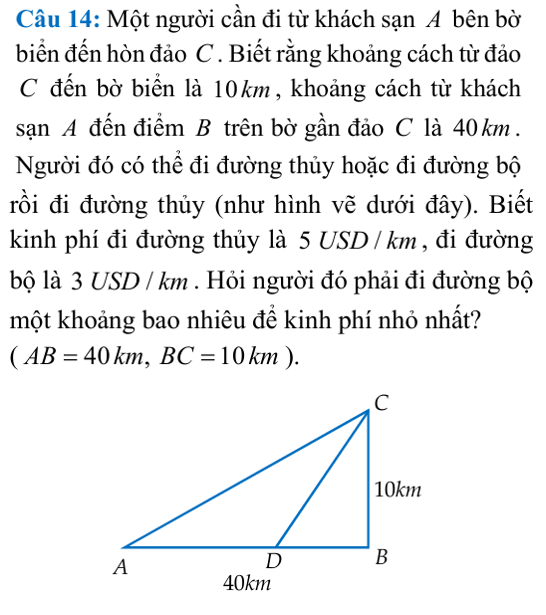 Câu 14: Một người cần đi từ khách sạn A bên bờ
biển đến hòn đảo C. Biết rằng khoảng cách từ đảo
C đến bờ biển là 10km, khoảng cách từ khách
sạn A đến điểm B trên bờ gần đảo C là 40km.
Người đó có thể đi đường thủy hoặc đi đường bộ
rồi đi đường thủy (như hình vẽ dưới đây). Biết
kinh phí đi đường thủy là 5 USD/km, đi đường
bộ là 3 USD/km. Hỏi người đó phải đi đường bộ
một khoảng bao nhiêu để kinh phí nhỏ nhất?
(AB = 40km, BC = 10km).
C
10km
A
D
B
40km